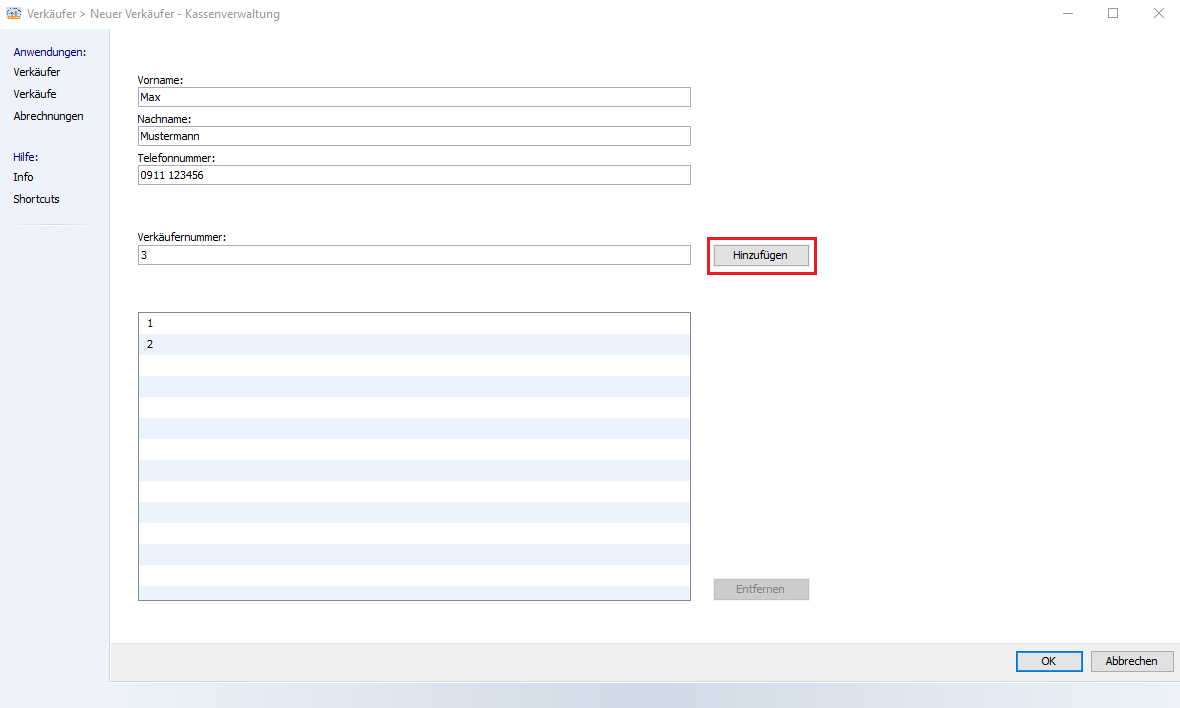 Verkäufer > Neuer Verkäufer - Kassenverwaltung
Anwendungen:
Verkäufer
Verkäufe
Abrechnungen
Hilfe:
Info
Shortcuts
Vorname:
Max
Nachname:
Mustermann
Telefonnummer:
0911 123456
Verkäufernummer:
3
Hinzufügen
1
2
Entfernen
OK
Abbrechen